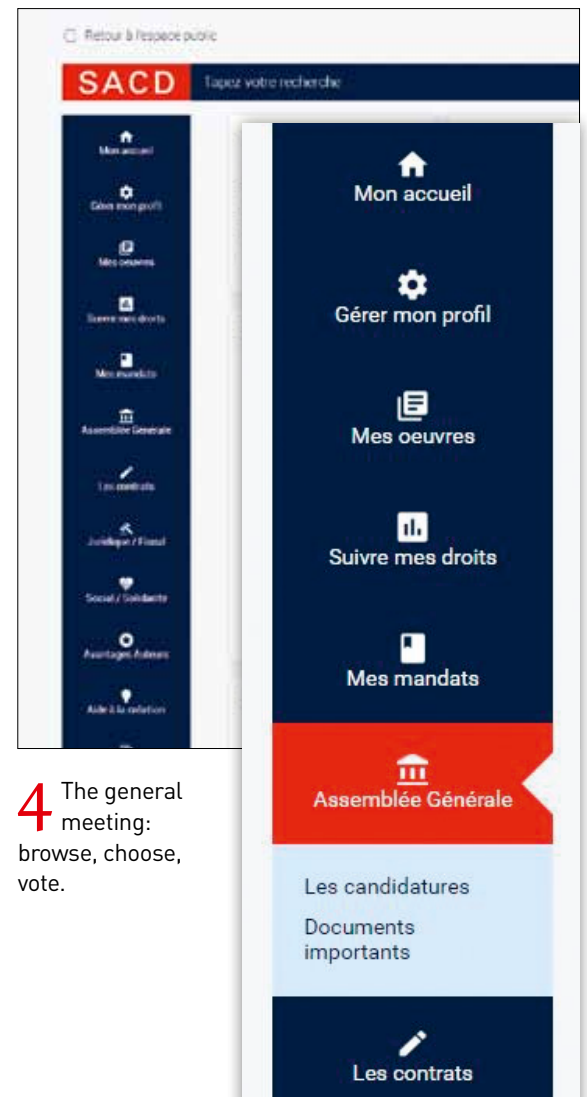 Retour à l'espace public
SACD
Tapez votre recherche
Mon accueil
Gérer mon profil
Mes oeuvres
Suivre mes droits
Mes mandats
Assemblée Générale
Les contrats
Juridique / Fiscal
Social / Solidarité
Avantages Auteurs
Aide à la création
Mon accueil
Gérer mon profil
Mes oeuvres
Suivre mes droits
Mes mandats
Assemblée Générale
Les candidatures
Documents
importants
Les contrats
4 The general
meeting:
browse, choose,
vote.